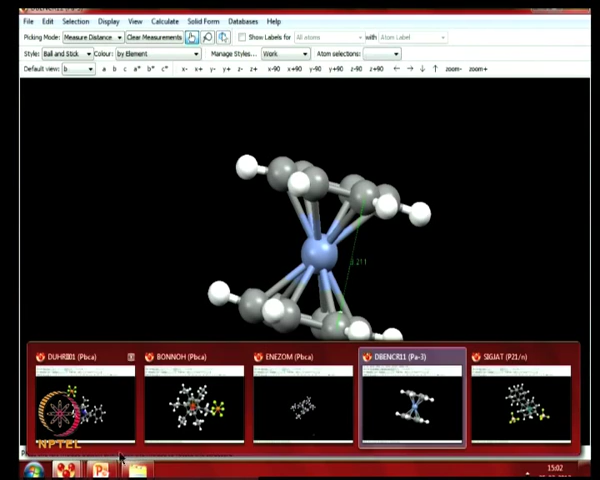 File Edit Selection Display View Calculate Solid Form Databases Help
Picking Mode: Measure Distance Clear Measurements Show Labels for All atoms with Atom Label
Style: Ball and Stick Colour: by Element Manage Styles... Work Atom selections:
Default view: b a b c a* b* c* x- x+ y- y+ z- z+ x-90 x+90 y-90 y+90 z-90 z+90 ← → ↓ ↑ zoom- zoom+
3.211
DUHRI01 (Pbca) BONNOH (Pbca) ENEZOM (Pbca) DBENCR11 (Pa-3) SIGJAT (P21/n)
NPTEL
15:02